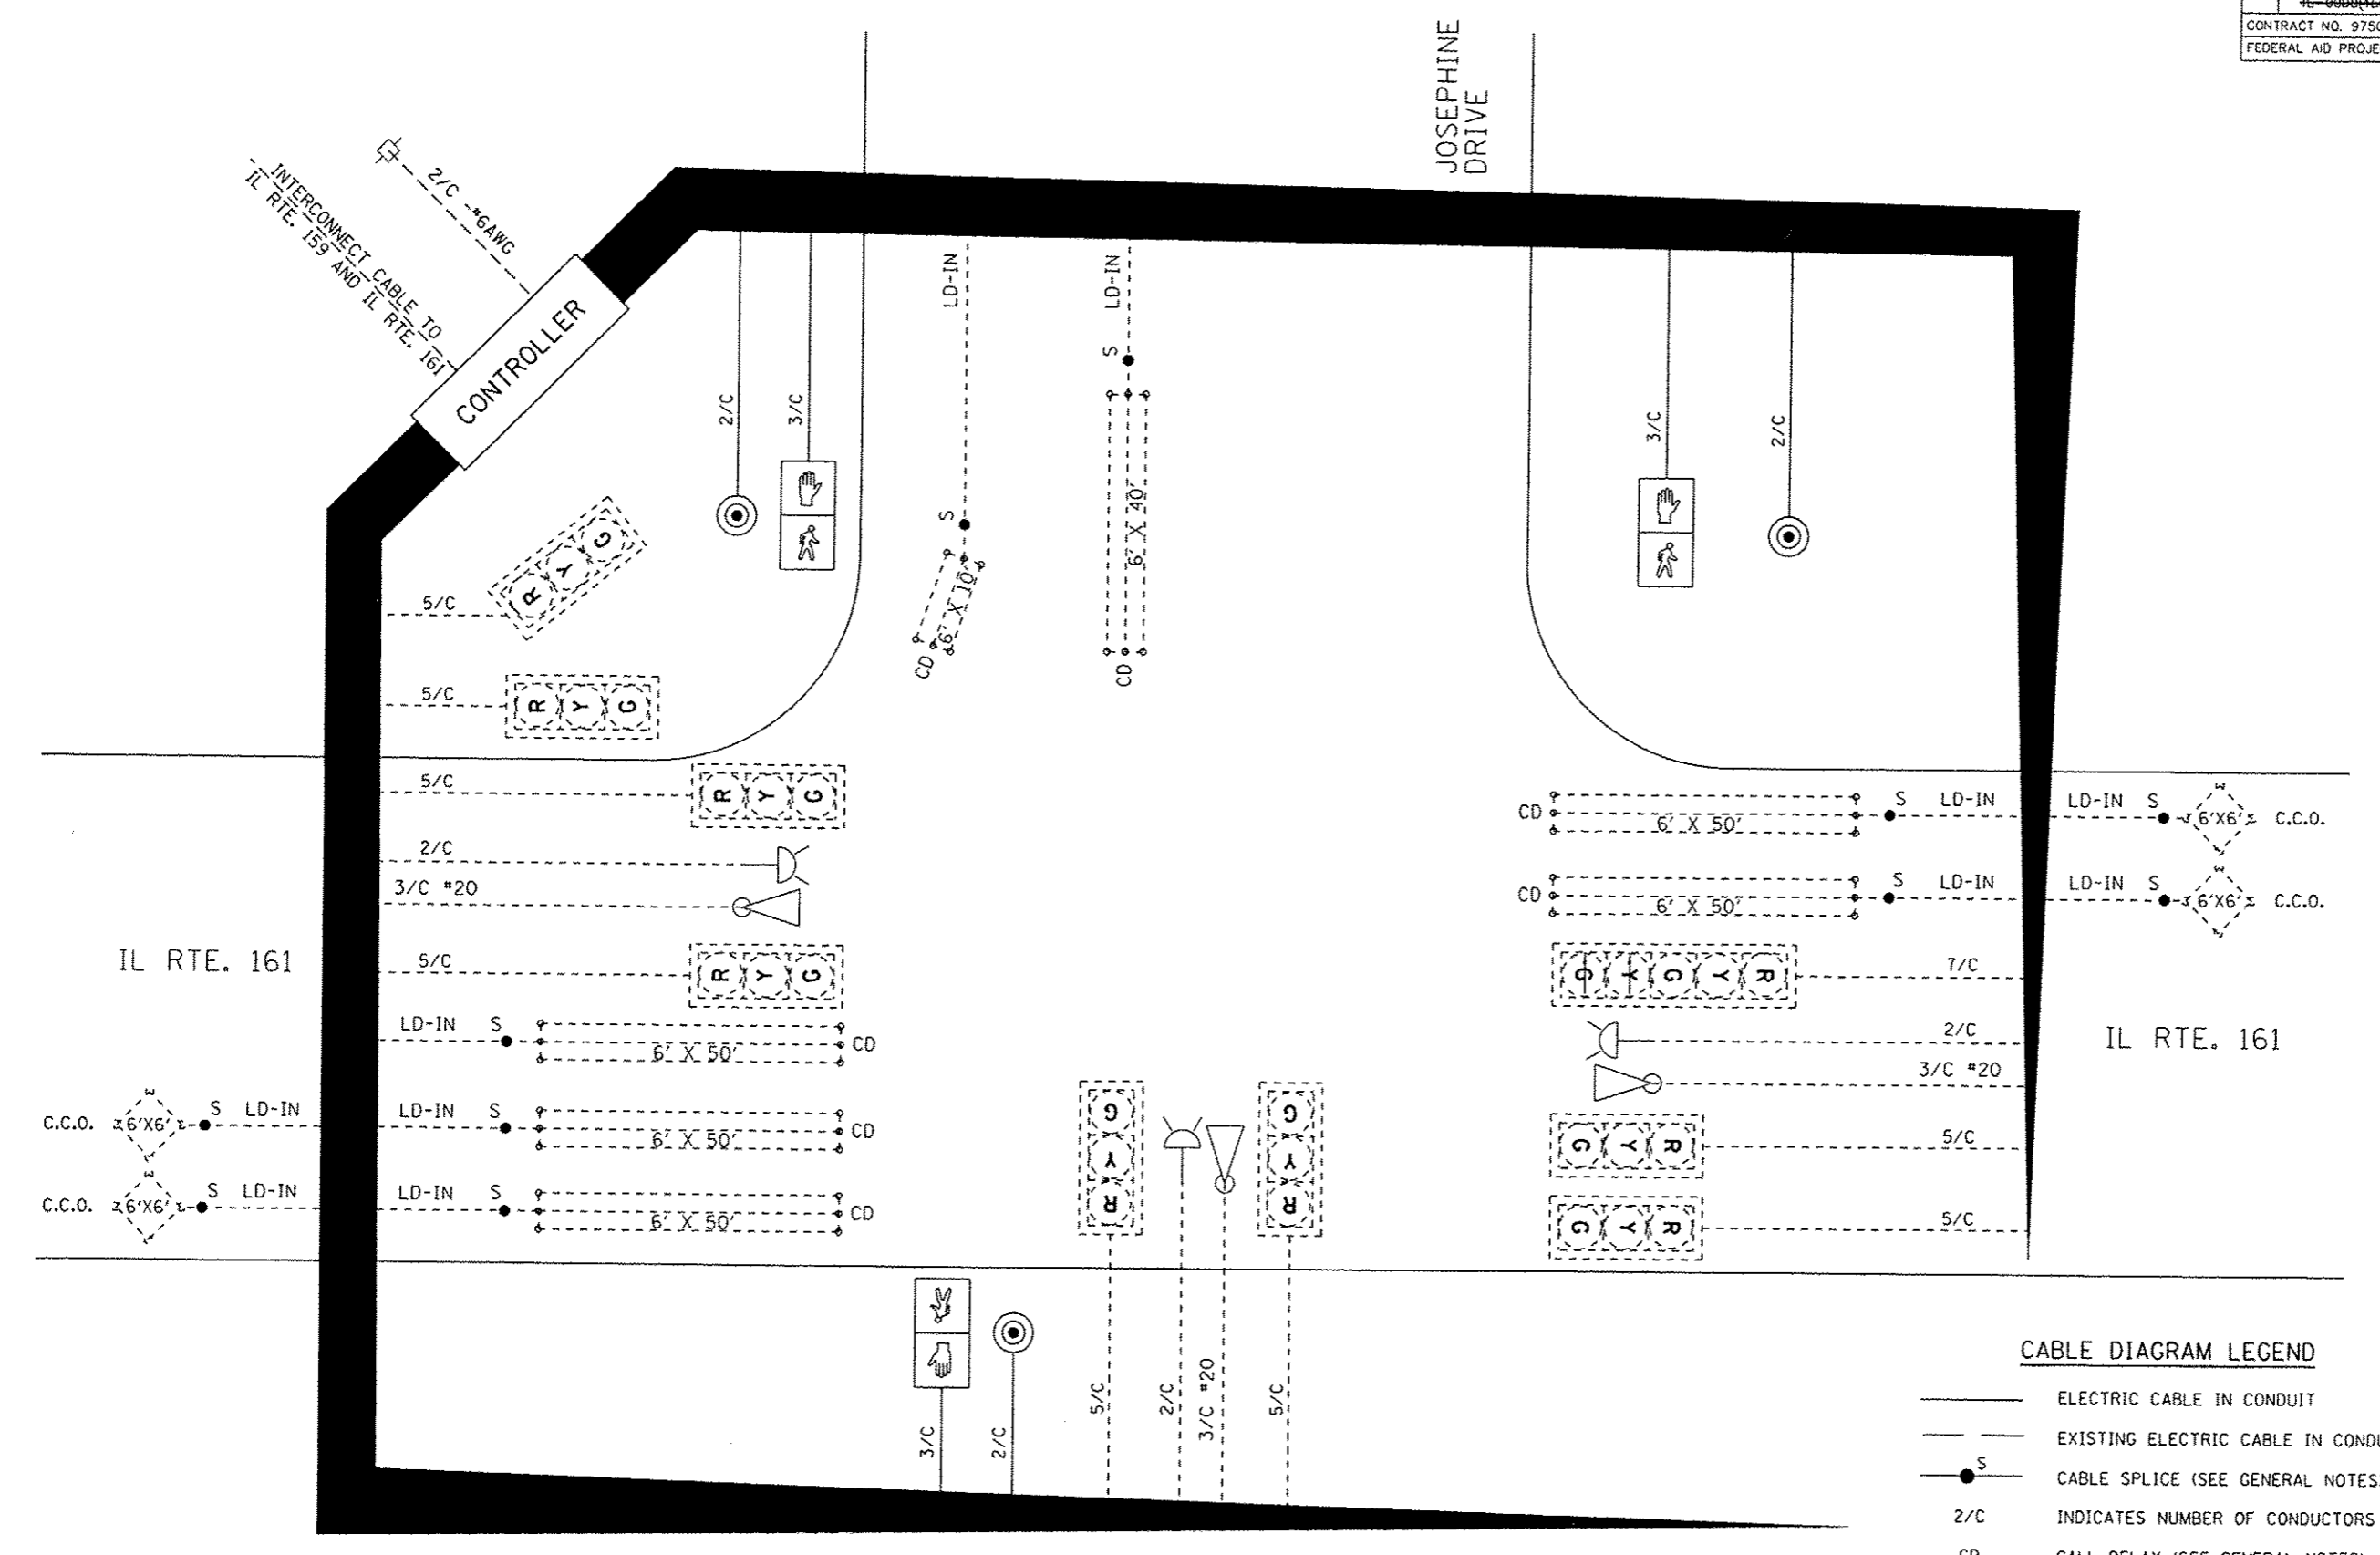 CONTRACT NO.
FEDERAL AID
JOSEPHINE
DRIVE
2/C -#6AWG
INTERCONNECT CABLE TO
IL RTE. 159 AND IL RTE. 161
CONTROLLER
2/C
3/C
LD-IN
S
6' X 10'
CD
LD-IN
S
6' X 40'
CD
3/C
2/C
5/C
R Y G
5/C
R Y G
5/C
R Y G
2/C
3/C #20
IL RTE. 161
5/C
R Y G
LD-IN S 6' X 50' CD
C.C.O. 6'X6' S LD-IN LD-IN S 6' X 50' CD
C.C.O. 6'X6' S LD-IN LD-IN S 6' X 50' CD
CD 6' X 50' S LD-IN LD-IN S 6'X6' C.C.O.
CD 6' X 50' S LD-IN LD-IN S 6'X6' C.C.O.
G Y G Y R 7/C
2/C
3/C #20
IL RTE. 161
G Y R 5/C
G Y R 5/C
G Y R
G Y R
3/C
2/C
5/C
2/C
3/C #20
5/C
CABLE DIAGRAM LEGEND
ELECTRIC CABLE IN CONDUIT
EXISTING ELECTRIC CABLE IN
S CABLE SPLICE (SEE GENERAL NOTES
2/C INDICATES NUMBER OF CONDUCTORS